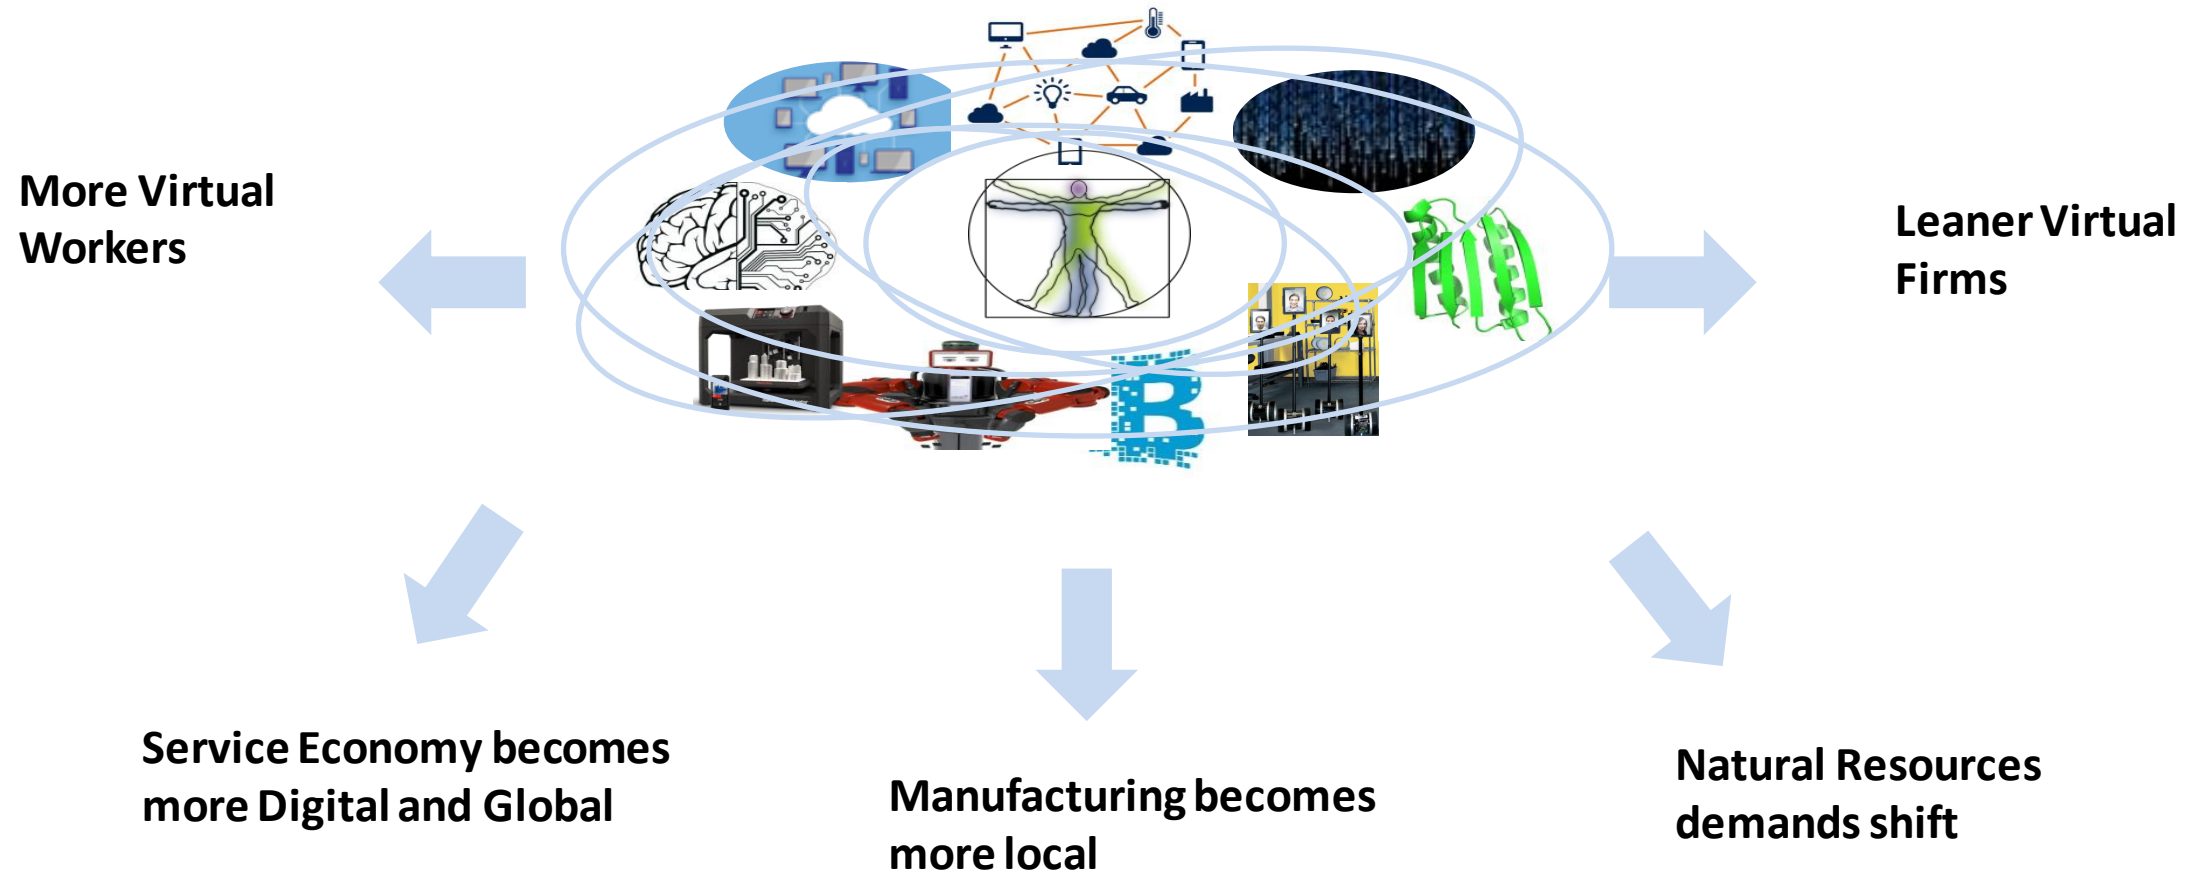 More Virtual
Workers
Leaner Virtual
Firms
Service Economy becomes
more Digital and Global
Manufacturing becomes
more local
Natural Resources
demands shift